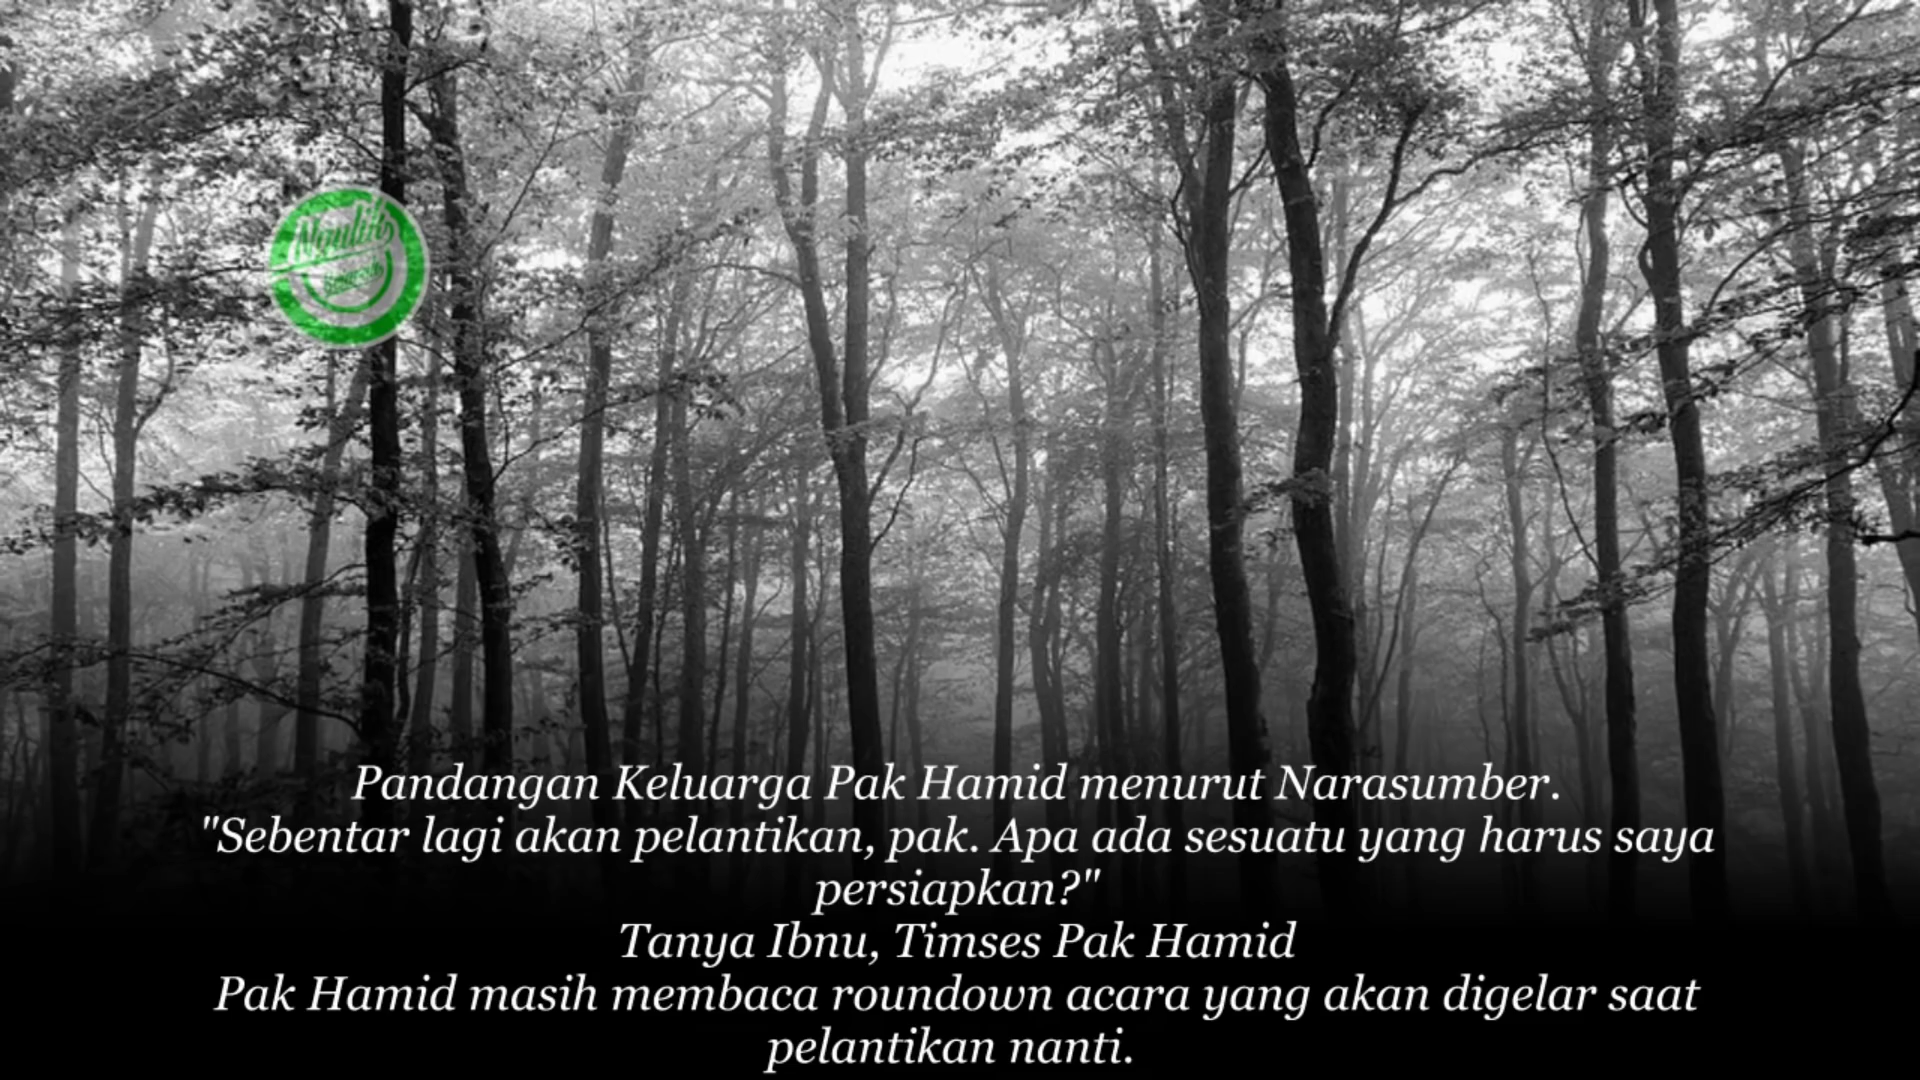 Ngulik
Pandangan Keluarga Pak Hamid menurut Narasumber.
"Sebentar lagi akan pelantikan, pak. Apa ada sesuatu yang harus saya
persiapkan?"
Tanya Ibnu, Timses Pak Hamid
Pak Hamid masih membaca roundown acara yang akan digelar saat
pelantikan nanti.